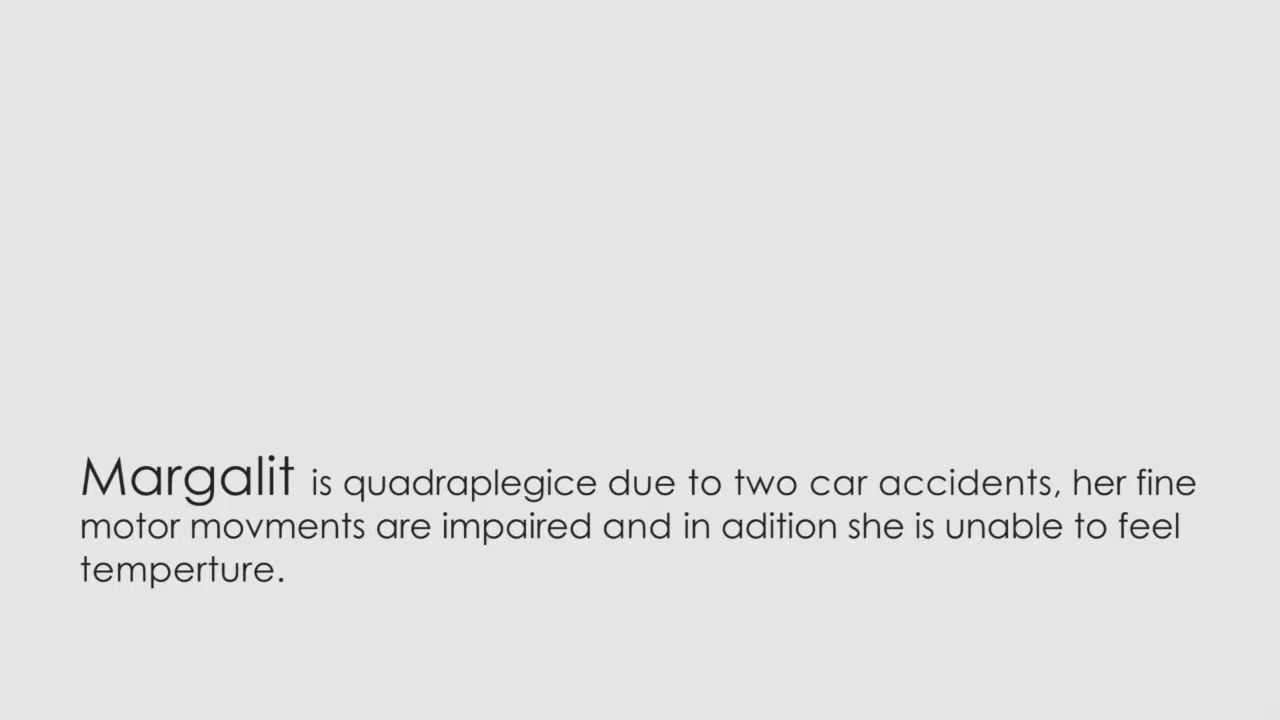 Margalit is quadraplegice due to two car accidents, her fine
motor movments are impaired and in adition she is unable to feel
temperture.